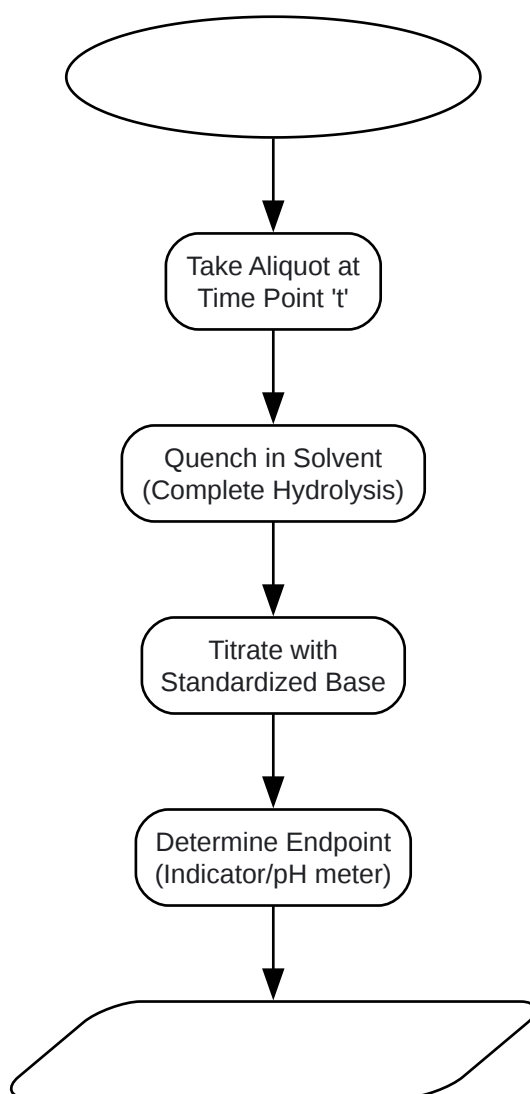 Take Aliquot at
Time Point 't'
Quench in Solvent
(Complete Hydrolysis)
Titrate with
Standardized Base
Determine Endpoint
(Indicator/pH meter)